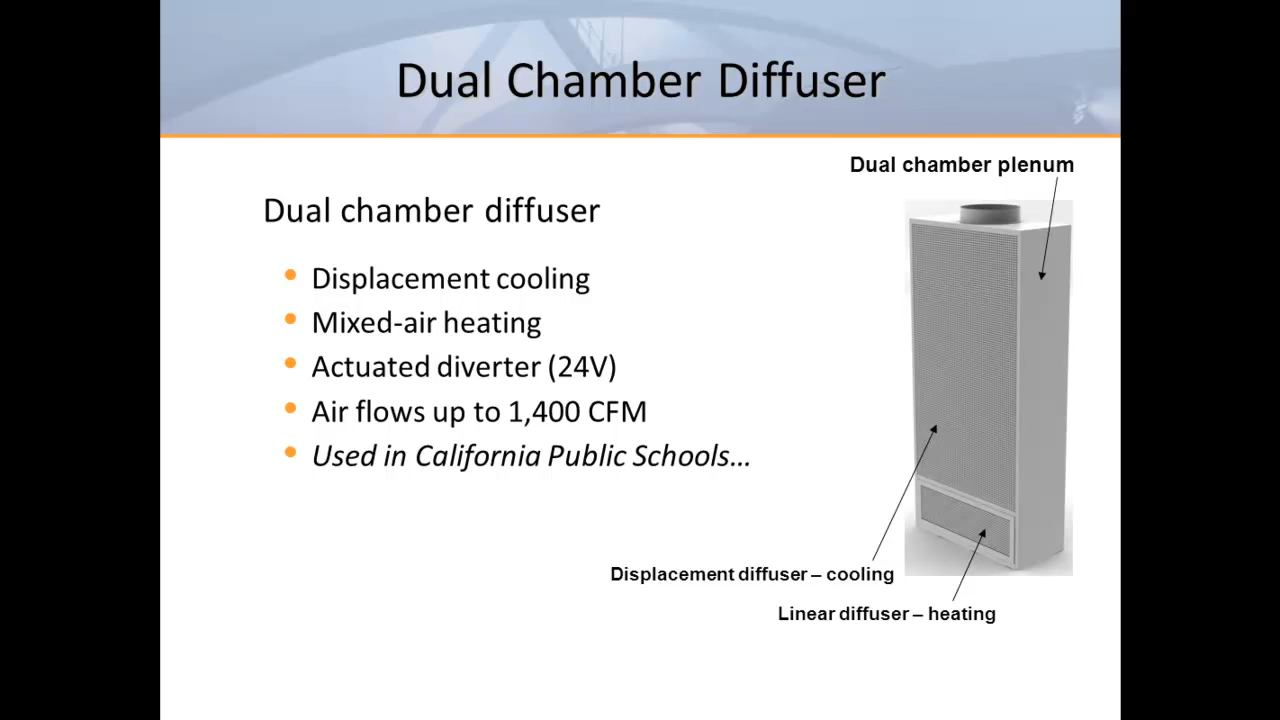 Dual Chamber Diffuser
Dual chamber plenum
Dual chamber diffuser
Displacement cooling
Mixed-air heating
Actuated diverter (24V)
Air flows up to 1,400 CFM
Used in California Public Schools…
Displacement diffuser – cooling
Linear diffuser – heating